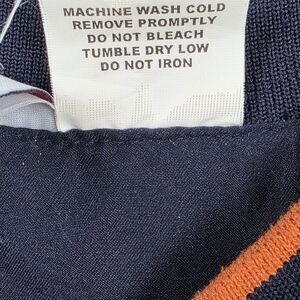 MACHINE WASH COLD
REMOVE PROMPTLY
DO NOT BLEACH
TUMBLE DRY LOW
DO NOT IRON